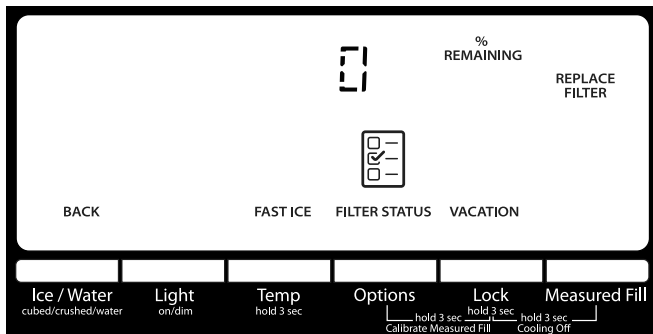 0
%
REMAINING
REPLACE
FILTER
BACK
FAST ICE
FILTER STATUS
VACATION
Ice / Water
cubed/crushed/water
Light
on/dim
Temp
hold 3 sec
Options
Lock
hold 3 sec
Measured Fill
hold 3 sec
Calibrate Measured Fill
hold 3 sec
Cooling Off